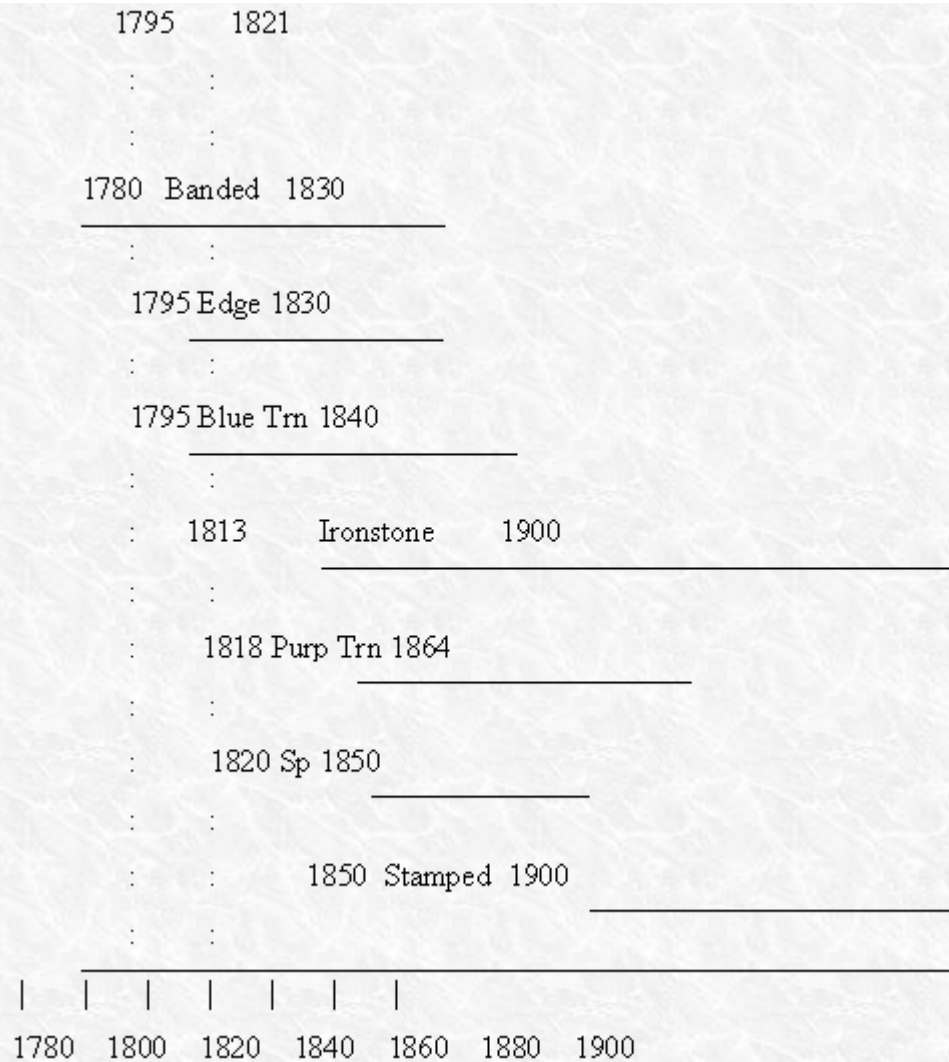 1795 1821
: :
: :
1780 Banded 1830
: :
1795 Edge 1830
: :
1795 Blue Trn 1840
: :
: 1813 Ironstone 1900
: :
: 1818 Purp Trn 1864
: :
: 1820 Sp 1850
: :
: : 1850 Stamped 1900
: :
| | | | | | |
1780 1800 1820 1840 1860 1880 1900